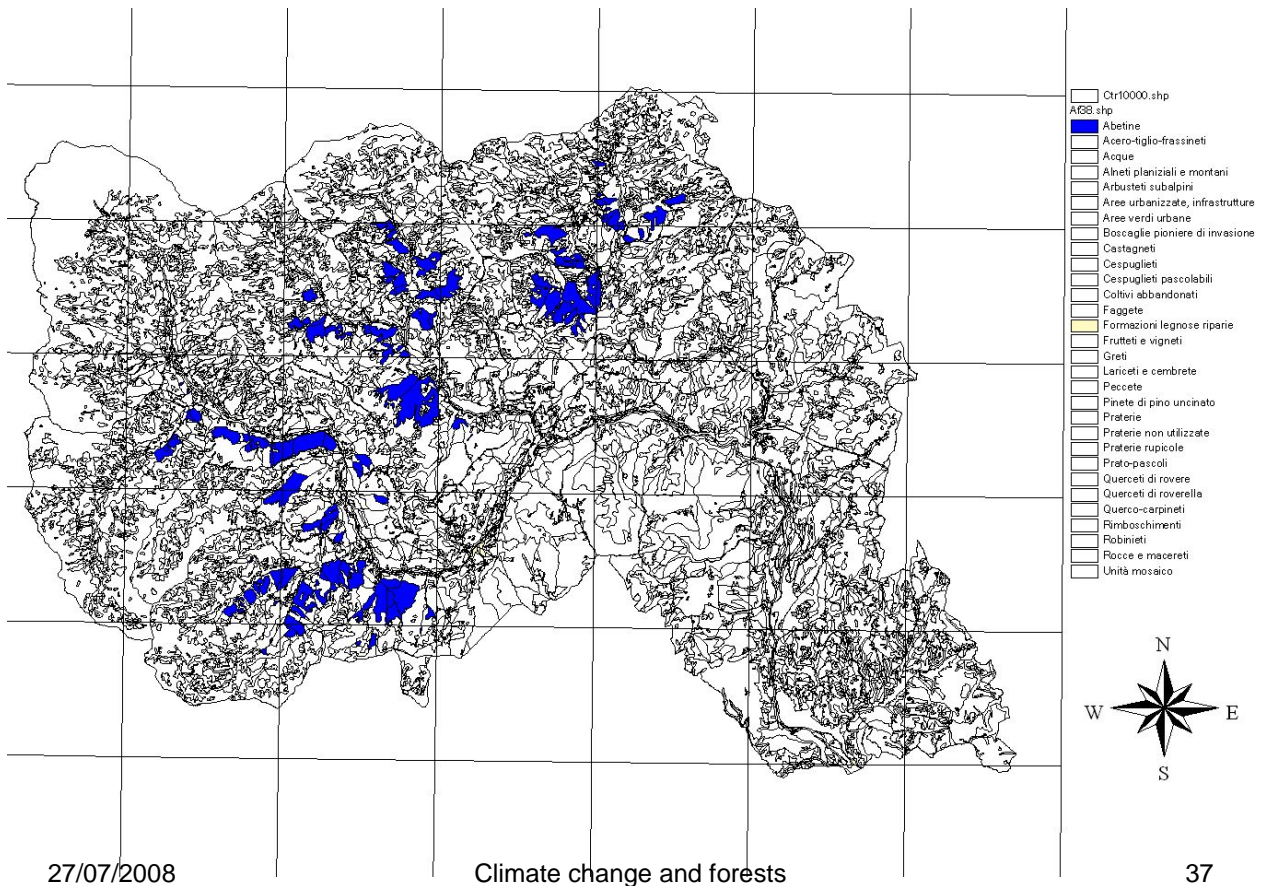 Ctr10000.shp
Af38.shp
Abetine
Acero-tiglio-frassineti
Acque
Alneti planiziali e montani
Arbusteti subalpini
Aree urbanizzate, infrastrutture
Aree verdi urbane
Boscaglie pioniere di invasione
Castagneti
Cespuglieti
Cespuglieti pascolabili
Coltivi abbandonati
Faggete
Formazioni legnose riparie
Frutteti e vigneti
Greti
Lariceti e cembrete
Peccete
Pinete di pino uncinato
Praterie
Praterie non utilizzate
Praterie rupicole
Prato-pascoli
Querceti di rovere
Querceti di roverella
Querco-carpineti
Rimboschimenti
Robinieti
Rocce e macereti
Unità mosaico
N
W E
S
27/07/2008 Climate change and forests 37